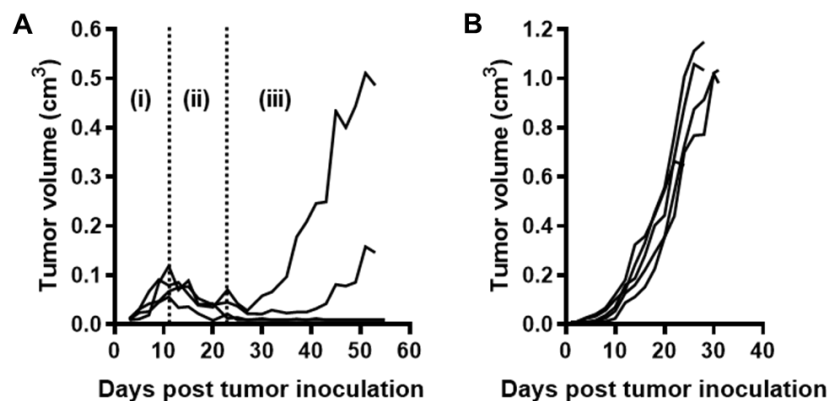 A
Tumor volume (cm3)
0.6
0.5
0.4
0.3
0.2
0.1
0.0
(i)
(ii)
(iii)
0
10
20
30
40
50
60
Days post tumor inoculation
B
Tumor volume (cm3)
1.2
1.0
0.8
0.6
0.4
0.2
0.0
0
10
20
30
40
Days post tumor inoculation